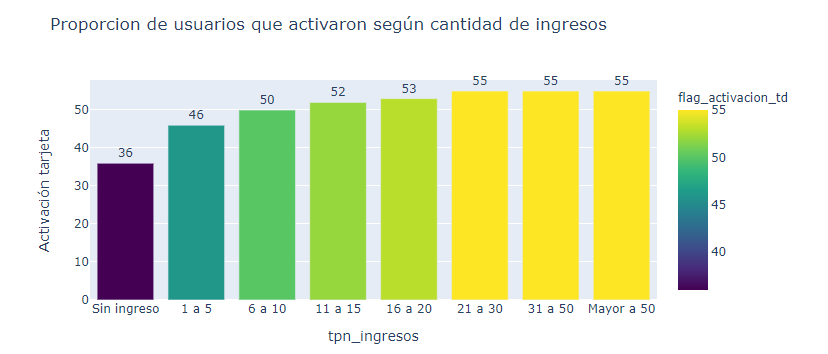 Proporcion de usuarios que activaron según cantidad de ingresos
flag_activacion_td
Activación tarjeta
50
40
30
20
10
0
36
46
50
52
53
55
55
55
Sin ingreso
1 a 5
6 a 10
11 a 15
16 a 20
21 a 30
31 a 50
Mayor a 50
tpn_ingresos
55
50
45
40